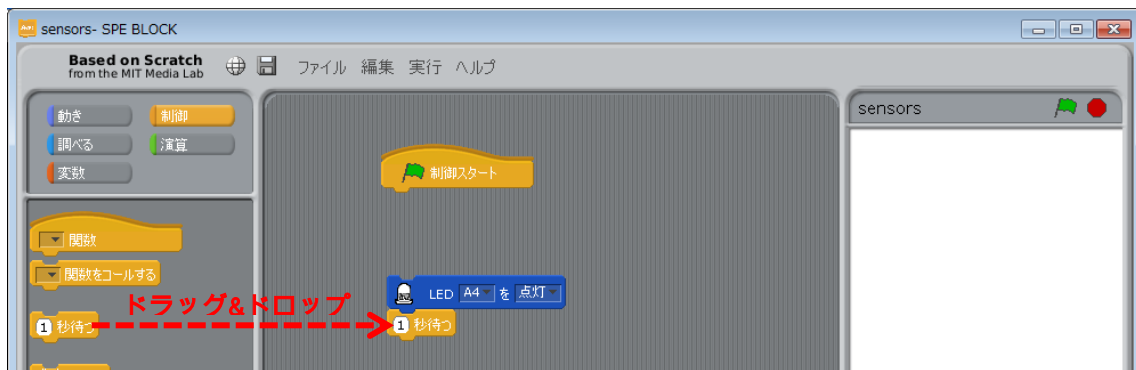 sensors- SPE BLOCK
Based on Scratch
from the MIT Media Lab
ファイル 編集 実行 ヘルプ
動き
制御
調べる
演算
変数
関数
関数をコールする
1 秒待つ
ドラッグ&ドロップ
制御スタート
LED A4 を 点灯
1 秒待つ
sensors